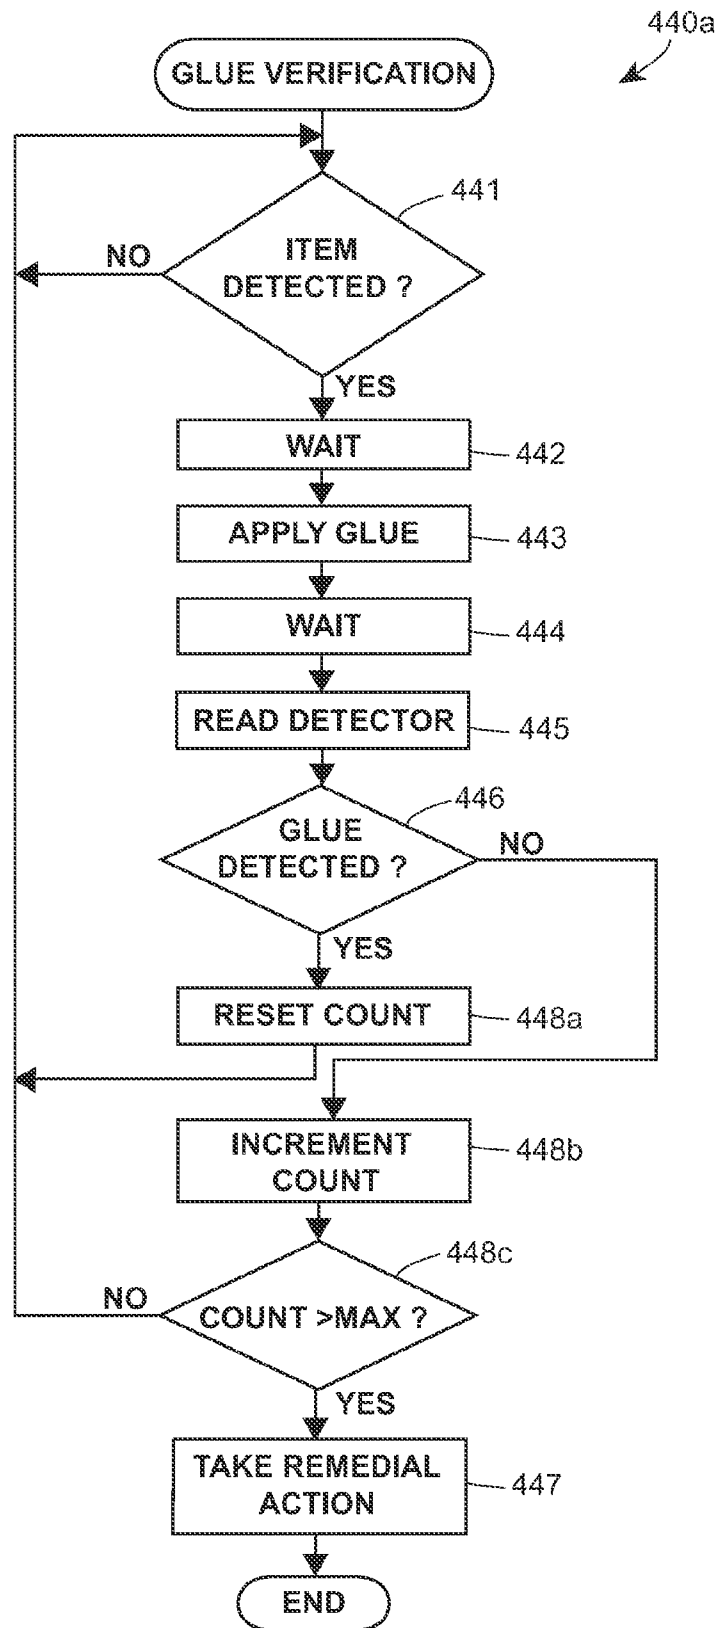 440a
GLUE VERIFICATION
441
ITEM
DETECTED ?
NO
YES
WAIT
442
APPLY GLUE
443
WAIT
444
READ DETECTOR
445
446
GLUE
DETECTED ?
NO
YES
RESET COUNT
448a
INCREMENT
COUNT
448b
448c
COUNT >MAX ?
NO
YES
TAKE REMEDIAL
ACTION
447
END